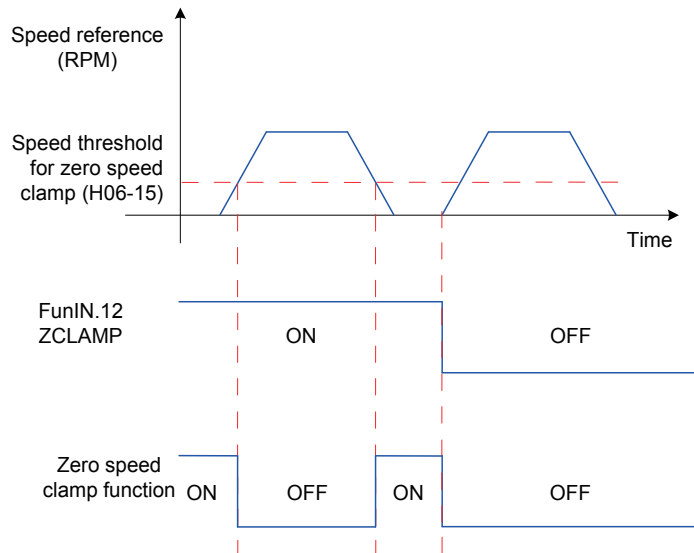 Speed reference
(RPM)
Speed threshold
for zero speed
clamp (H06-15)
Time
FunIN.12
ZCLAMP
ON
OFF
Zero speed
clamp function
ON
OFF
ON
OFF